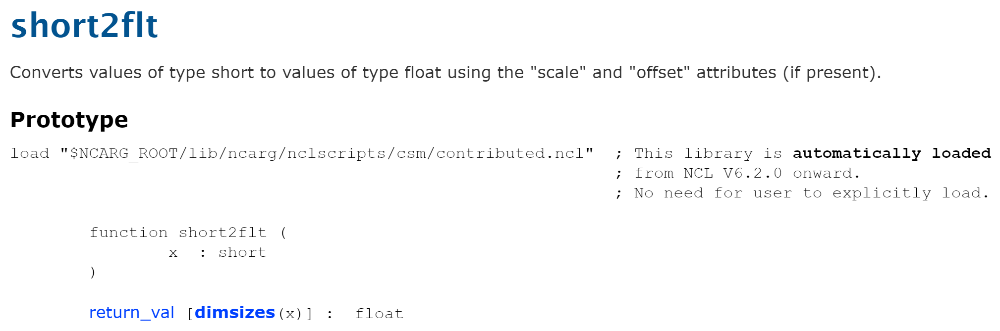 short2flt
Converts values of type short to values of type float using the "scale" and "offset" attributes (if present).
Prototype
load "$NCARG_ROOT/lib/ncarg/nclscripts/csm/contributed.ncl"  ; This library is automatically loaded
; from NCL V6.2.0 onward.
; No need for user to explicitly load.
function short2flt (
x  : short
)
return_val [dimsizes(x)] :  float